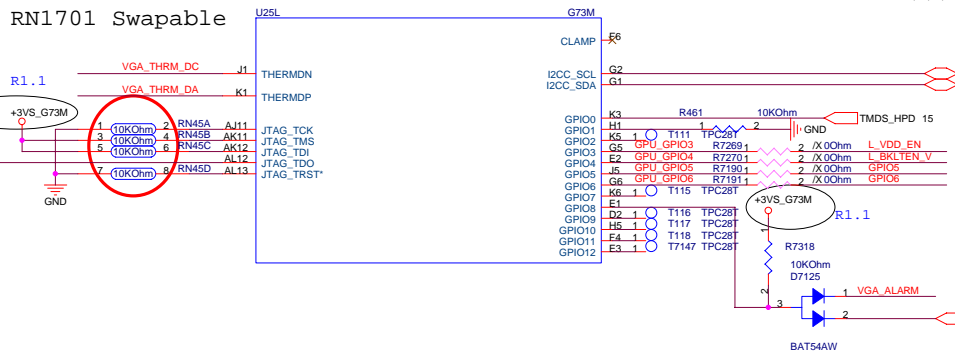 RN1701 Swapable
U25L
G73M
CLAMP
F6
R1.1
VGA_THRM_DC
J1
THERMDN
I2CC_SCL
G2
I2CC_SDA
G1
VGA_THRM_DA
K1
THERMDP
+3VS_G73M
GPIO0
K3
R461
10KOhm
TMDS_HPD 15
1
10KOhm
2
RN45A
AJ11
JTAG_TCK
GPIO1
H1
1
2
GND
3
10KOhm
4
RN45B
AK11
JTAG_TMS
GPIO2
K5
1
T111
TPC28T
5
10KOhm
6
RN45C
AK12
JTAG_TDI
GPIO3
G5
GPU_GPIO3
R7269
1
2
/X 0Ohm
L_VDD_EN
AL12
JTAG_TDO
GPIO4
E2
R7270
1
2
/X 0Ohm
L_BKLTEN_V
7
10KOhm
8
RN45D
AL13
JTAG_TRST*
GPIO5
J5
GPU_GPIO5
R7190
1
2
/X 0Ohm
GPIO5
GPIO6
G6
GPU_GPIO6
R7191
1
2
/X 0Ohm
GPIO6
GND
GPIO7
K6
1
T115
TPC28T
+3VS_G73M
GPIO8
E1
GPIO9
D2
1
T116
TPC28T
R1.1
GPIO10
H5
1
T117
TPC28T
GPIO11
F4
1
T118
TPC28T
GPIO12
E3
1
T7147
TPC28T
1
R7318
10KOhm
2
D7125
3
1
VGA_ALARM
2
BAT54AW